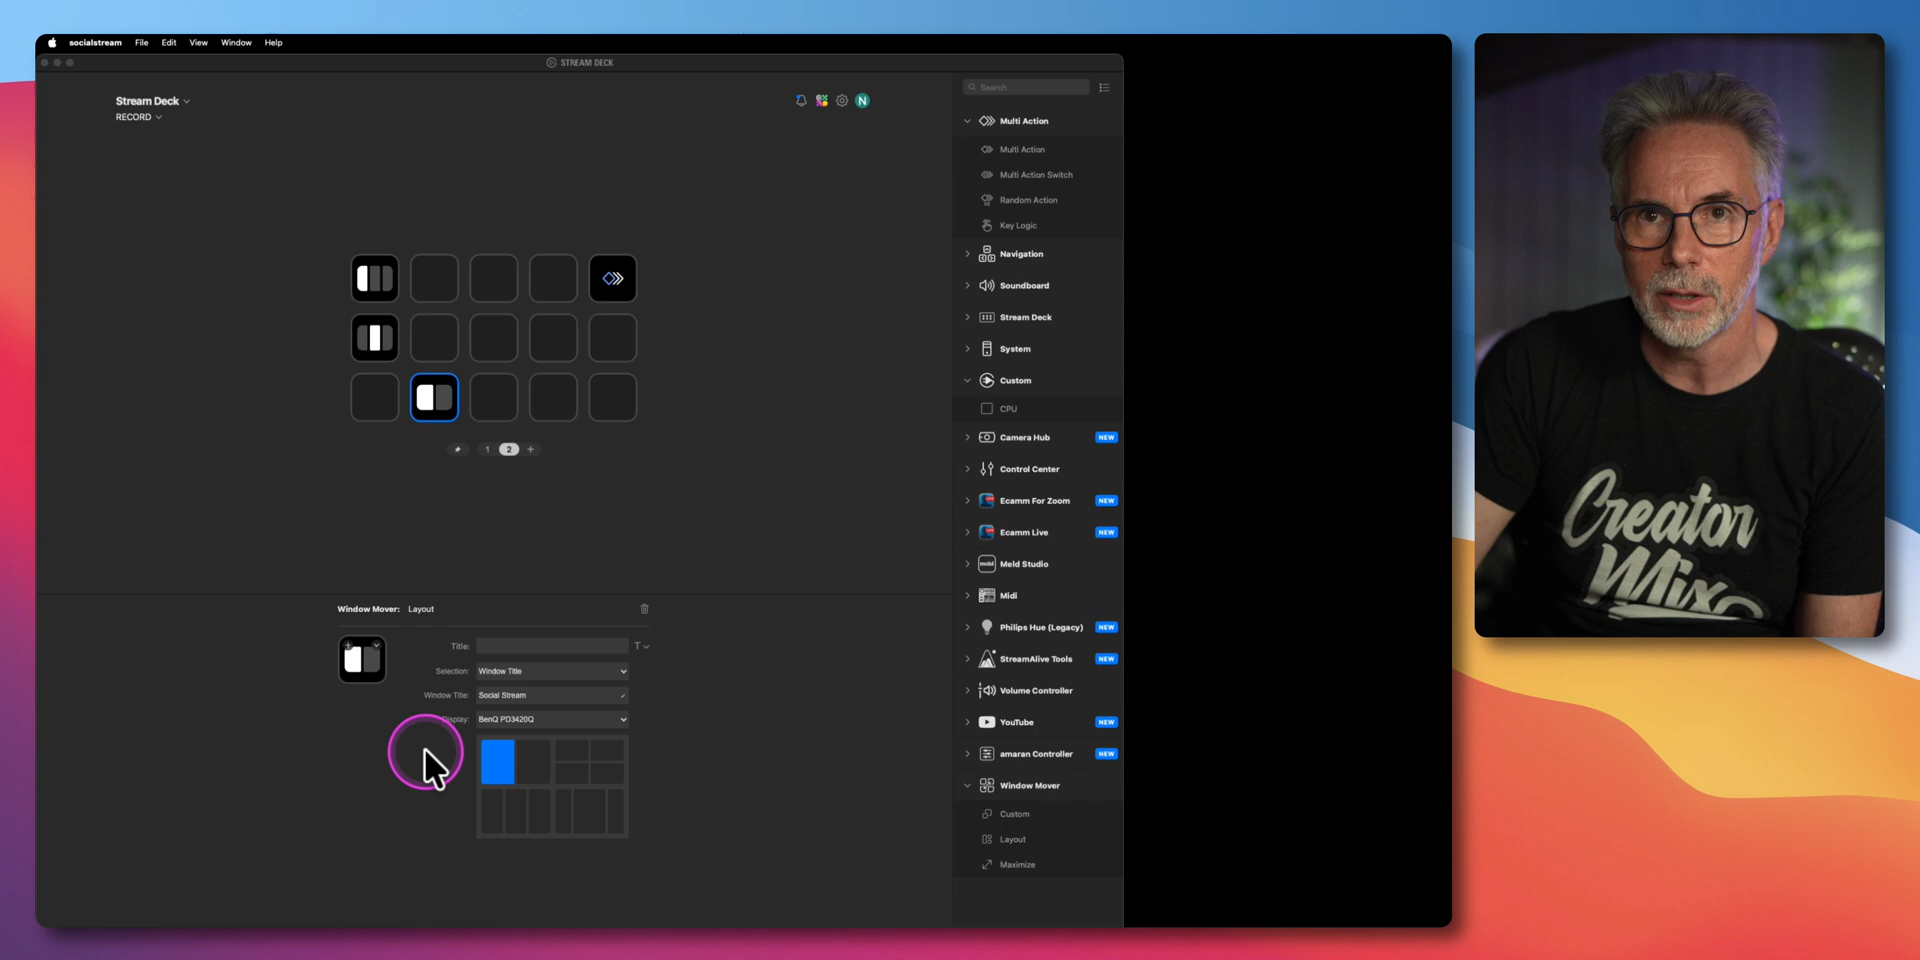 socialstream File Edit View Window Help
STREAM DECK
Stream Deck
RECORD
N
Search
Multi Action
Multi Action
Multi Action Switch
Random Action
Key Logic
Navigation
Soundboard
Stream Deck
System
Custom
CPU
Camera Hub NEW
Control Center
Ecamm For Zoom NEW
Ecamm Live NEW
meld Meld Studio
Midi
Philips Hue (Legacy) NEW
StreamAlive Tools NEW
Volume Controller
YouTube NEW
amaran Controller NEW
Window Mover
Custom
Layout
Maximize
1 2 +
Window Mover: Layout
Title: T
Selection: Window Title
Window Title: Social Stream
Display: BenQ PD3420Q
Creator
Mix